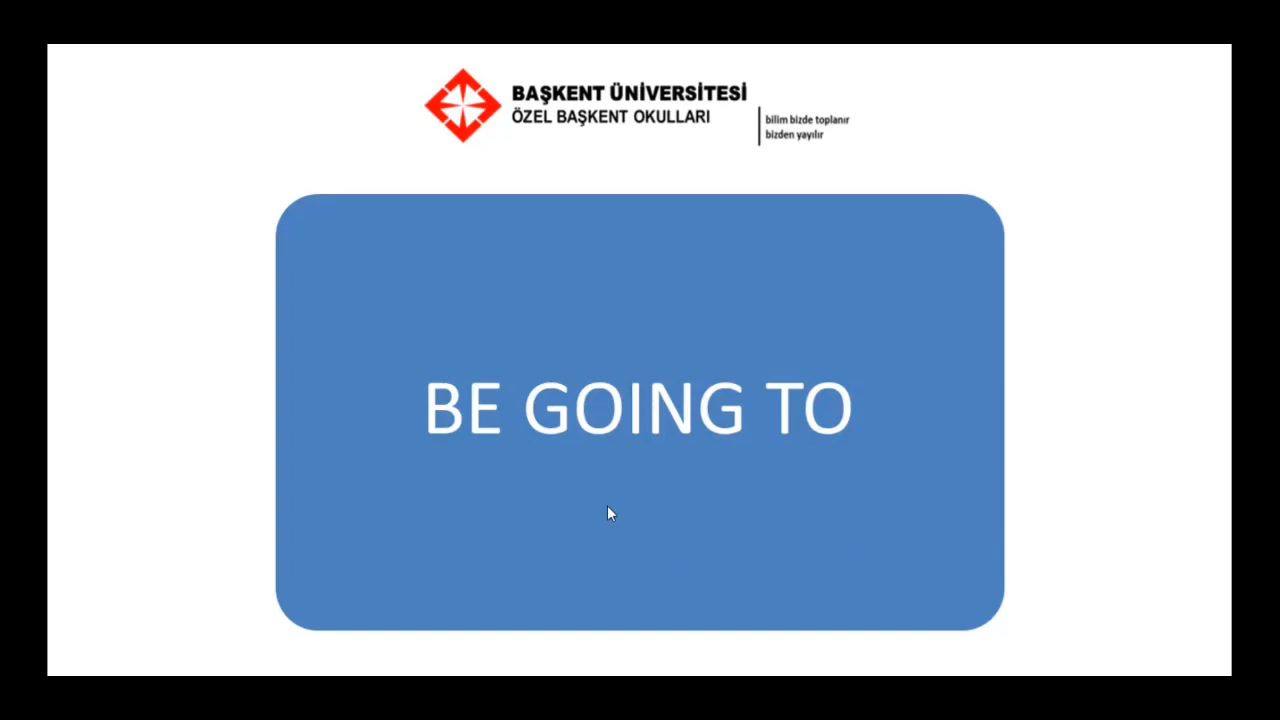 BAŞKENT ÜNİVERSİTESİ
ÖZEL BAŞKENT OKULLARI
bilim bizde toplanır
bizden yayılır
BE GOING TO